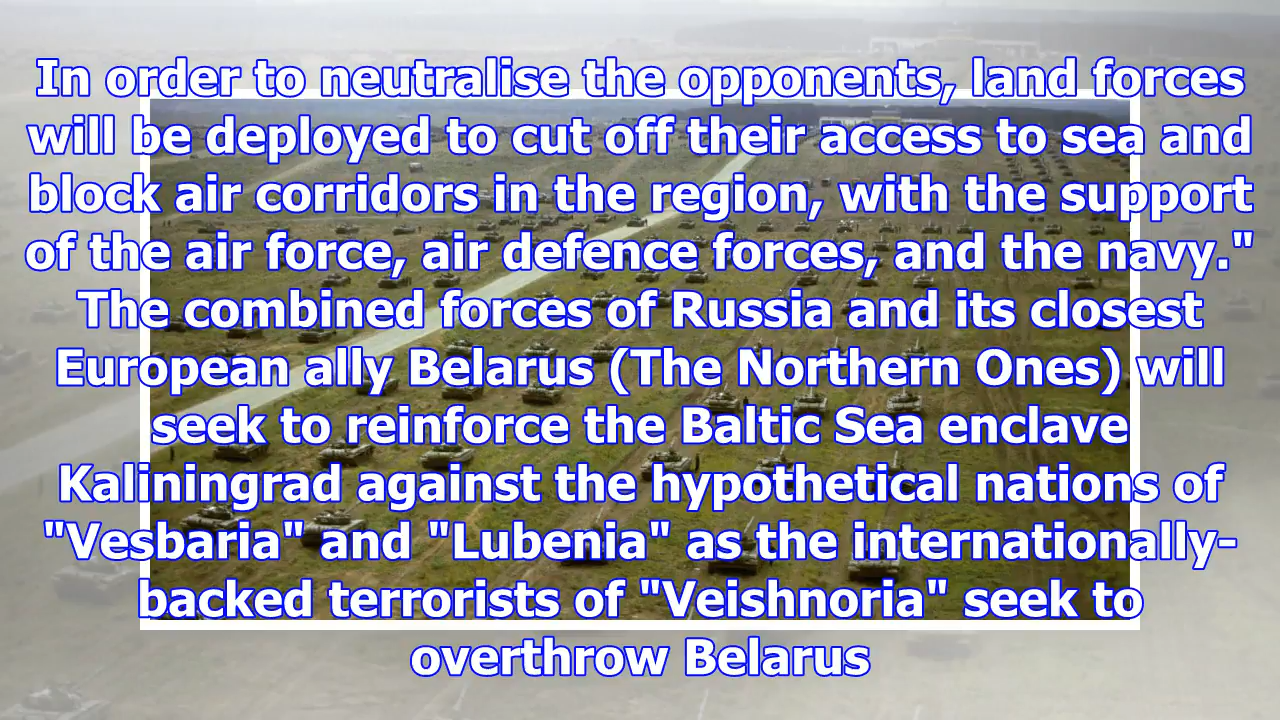 In order to neutralise the opponents, land forces
will be deployed to cut off their access to sea and
block air corridors in the region, with the support
of the air force, air defence forces, and the navy."
The combined forces of Russia and its closest
European ally Belarus (The Northern Ones) will
seek to reinforce the Baltic Sea enclave
Kaliningrad against the hypothetical nations of
"Vesbaria" and "Lubenia" as the internationally-
backed terrorists of "Veishnoria" seek to
overthrow Belarus